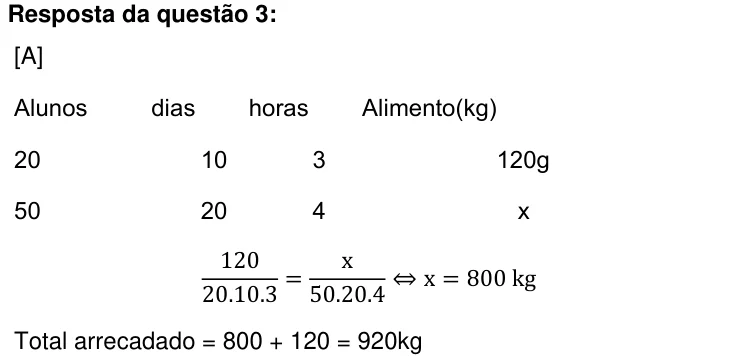 Resposta da questão 3:
[A]
Alunos dias horas Alimento(kg)
20 10 3 120g
50 20 4 x
120/20.10.3 = x/50.20.4 ⇔ x = 800 kg
Total arrecadado = 800 + 120 = 920kg